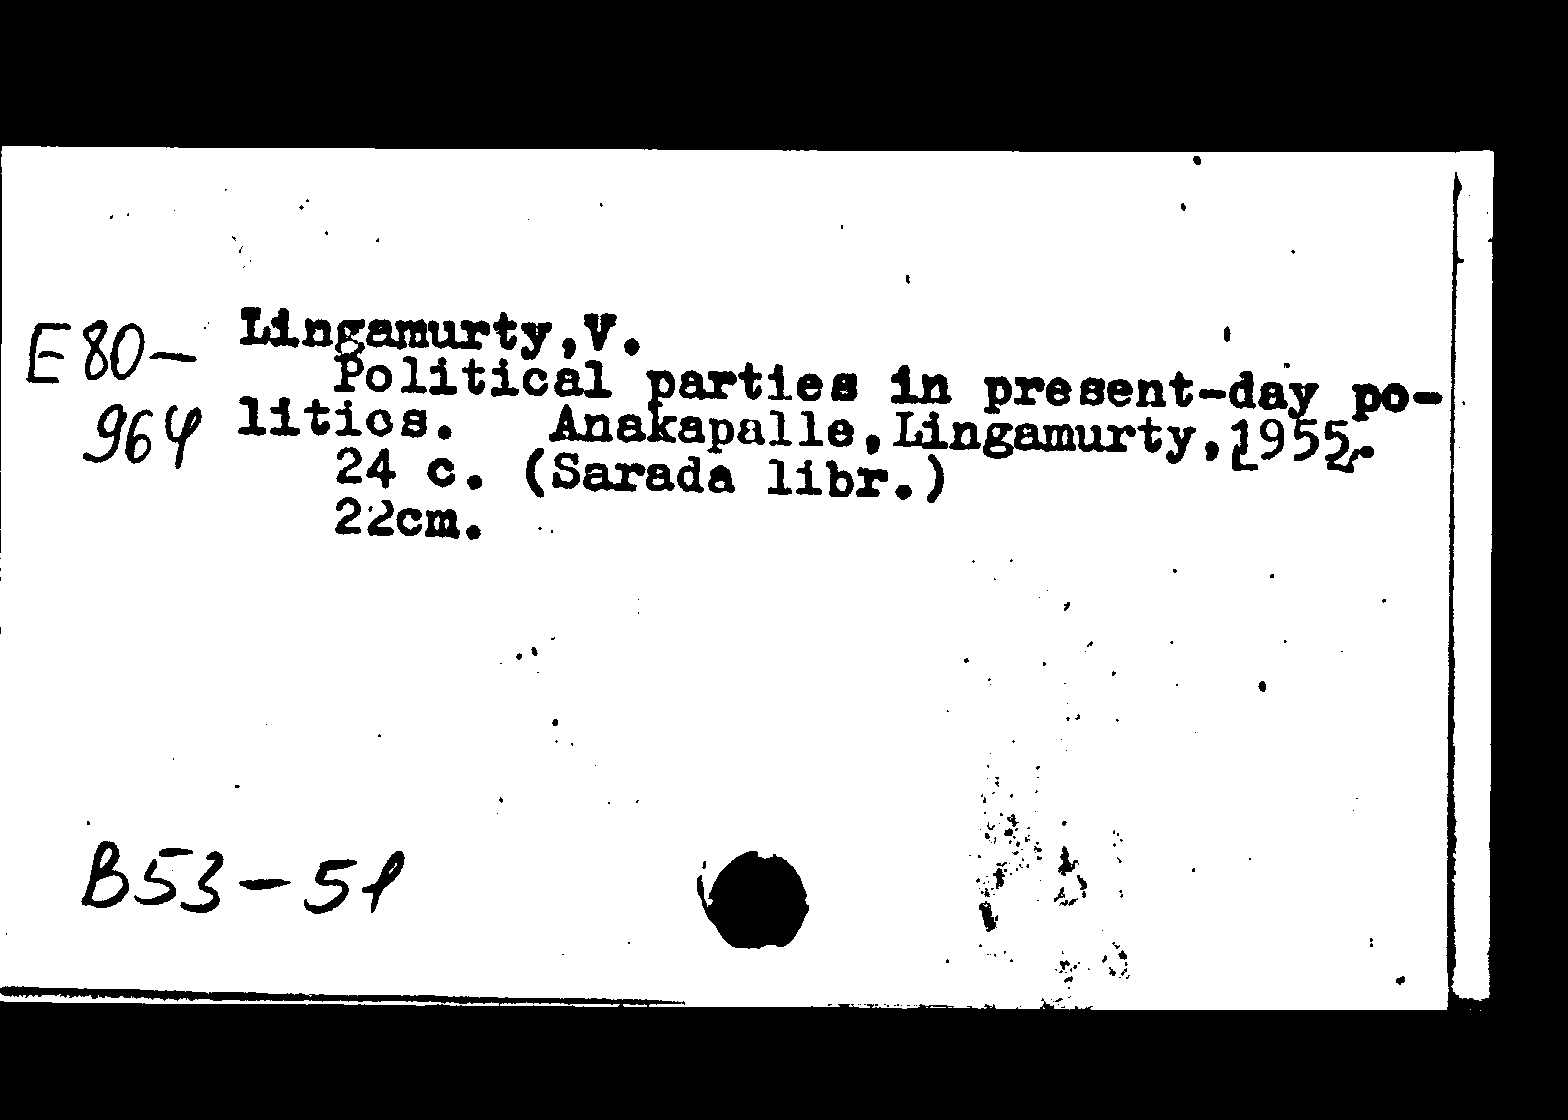 E80-
964
Lingamurty,V.
Political parties in present-day po-
litics. Anakapalle,Lingamurty,1955.
24 c. (Sarada libr.)
22cm.
B53-51